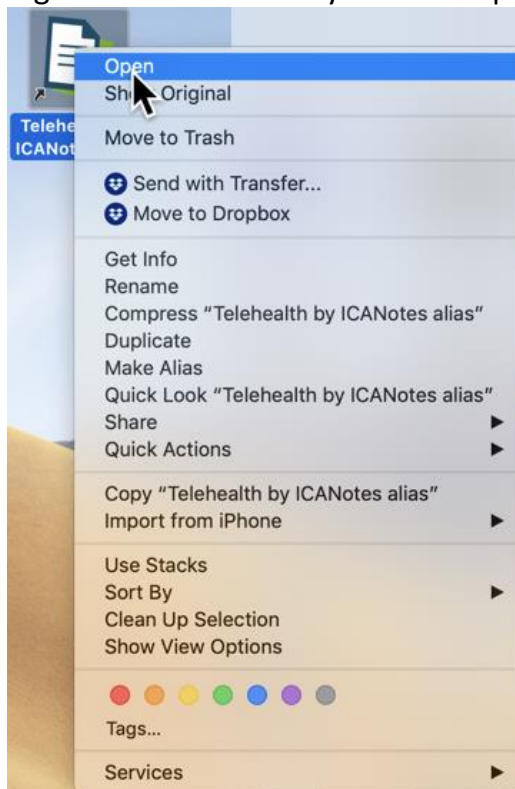 Open
Original
Telehe
ICANot
Move to Trash
Send with Transfer...
Move to Dropbox
Get Info
Rename
Compress “Telehealth by ICANotes alias”
Duplicate
Make Alias
Quick Look “Telehealth by ICANotes alias”
Share
Quick Actions
Copy “Telehealth by ICANotes alias”
Import from iPhone
Use Stacks
Sort By
Clean Up Selection
Show View Options
Tags...
Services